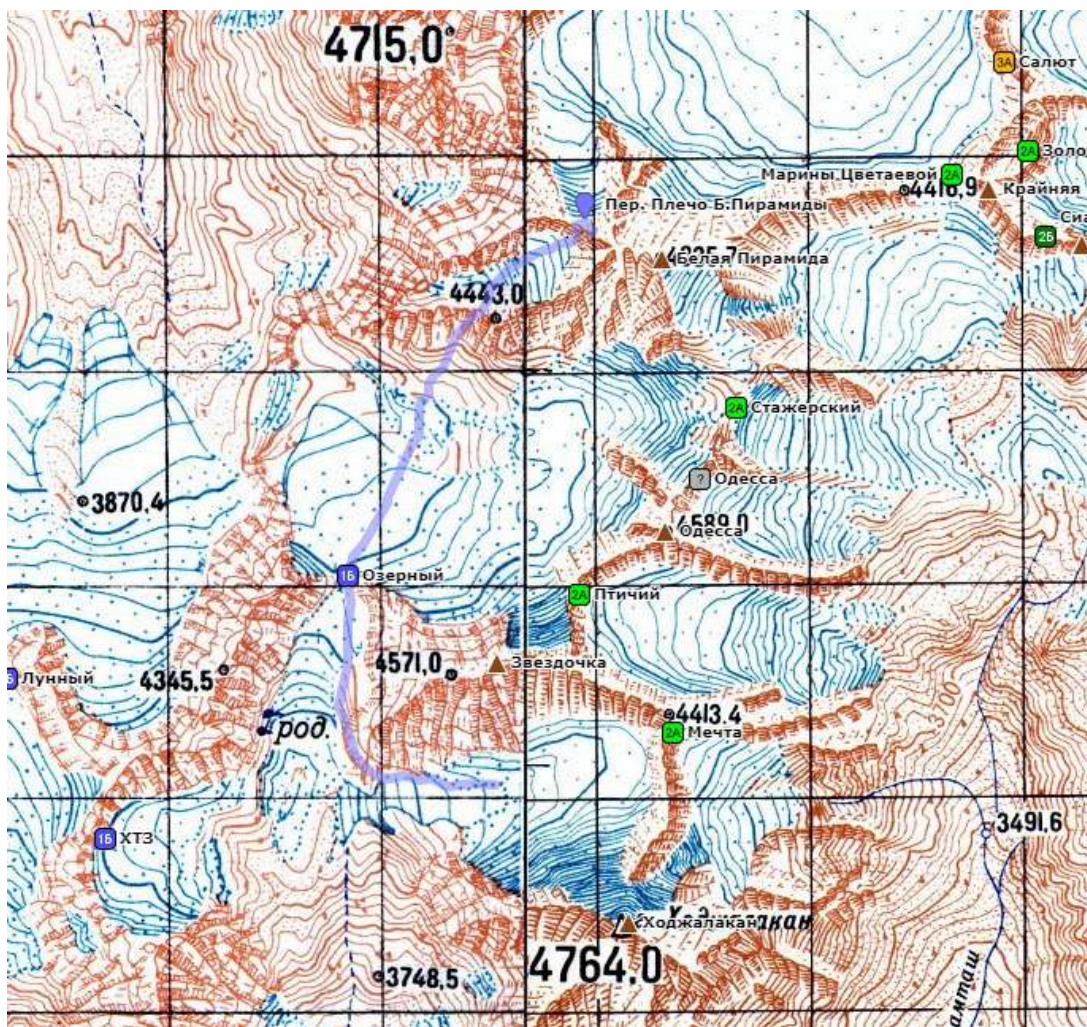 4715,0
3А Салют
2А Золо
Марины Цветаевой 2А
4416,9
Крайняя
Пер. Плечо Б.Пирамиды
2Б
Сиа
Белая Пирамида
4443.0
2А Стажерский
? Одесса
3870.4
4589.0
Одесса
1Б Озерный
2А Птичий
4571,0
Звездочка
Лунный
4345,5
4413.4
2А Мечта
род.
1Б ХТЗ
3491.6
Ходжалакан
4764.0
3748,5
амташ